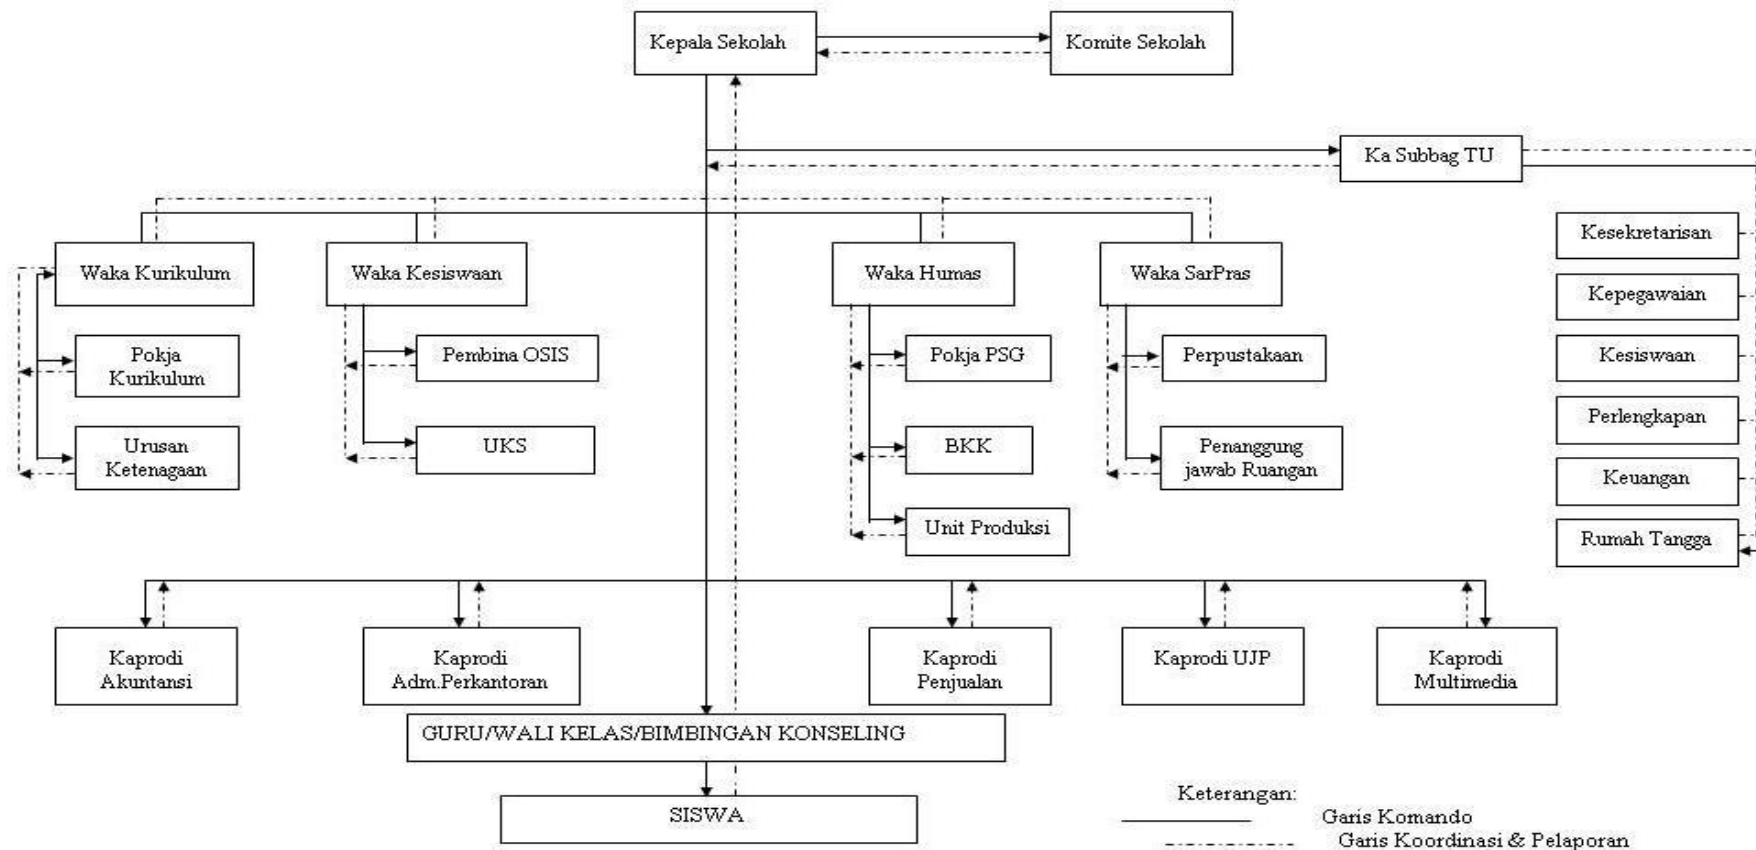 Kepala Sekolah
Komite Sekolah
Ka Subbag TU
Waka Kurikulum
Waka Kesiswaan
Waka Humas
Waka SarPras
Kesekretarisan
Kepegawaian
Kesiswaan
Perlengkapan
Keuangan
Rumah Tangga
Pokja
Kurikulum
Urusan
Ketenagaan
Pembina OSIS
UKS
Pokja PSG
BKK
Unit Produksi
Perpustakaan
Penanggung
jawab Ruangan
Kaprodi
Akuntansi
Kaprodi
Adm.Perkantoran
Kaprodi
Penjualan
Kaprodi UJP
Kaprodi
Multimedia
GURU/WALI KELAS/BIMBINGAN KONSELING
SISWA
Keterangan:
Garis Komando
Garis Koordinasi & Pelaporan